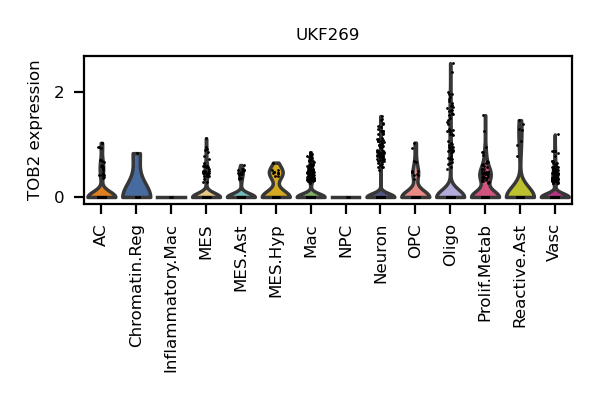 UKF269
TOB2 expression
2
0
AC
Chromatin.Reg
Inflammatory.Mac
MES
MES.Ast
MES.Hyp
Mac
NPC
Neuron
OPC
Oligo
Prolif.Metab
Reactive.Ast
Vasc